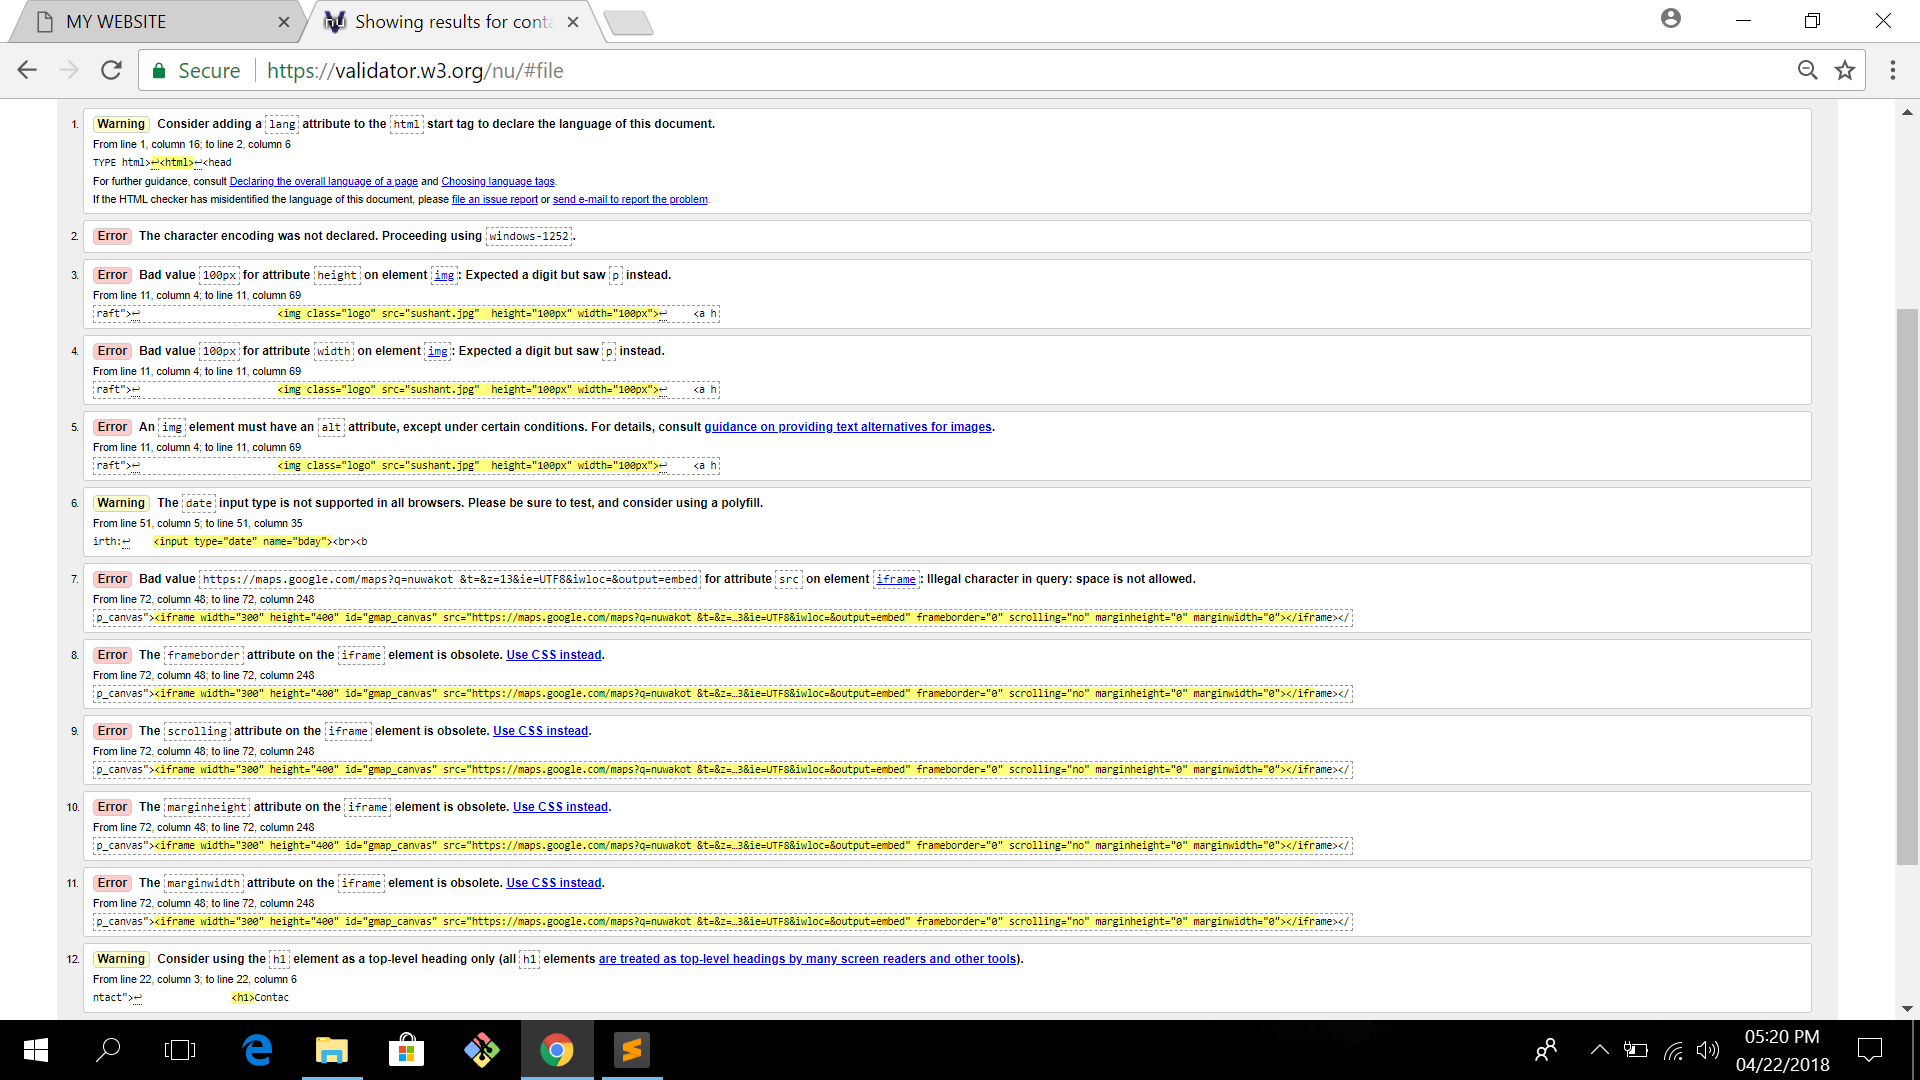 MY WEBSITE
Showing results for conta
Secure https://validator.w3.org/nu/#file
1. Warning Consider adding a lang attribute to the html start tag to declare the language of this document.
From line 1, column 16; to line 2, column 6
TYPE html>↩<html>↩<head
For further guidance, consult Declaring the overall language of a page and Choosing language tags.
If the HTML checker has misidentified the language of this document, please file an issue report or send e-mail to report the problem.
2. Error The character encoding was not declared. Proceeding using windows-1252.
3. Error Bad value 100px for attribute height on element img: Expected a digit but saw p instead.
From line 11, column 4; to line 11, column 69
raft">↩ <img class="logo" src="sushant.jpg"  height="100px" width="100px">↩ <a h
4. Error Bad value 100px for attribute width on element img: Expected a digit but saw p instead.
From line 11, column 4; to line 11, column 69
raft">↩ <img class="logo" src="sushant.jpg"  height="100px" width="100px">↩ <a h
5. Error An img element must have an alt attribute, except under certain conditions. For details, consult guidance on providing text alternatives for images.
From line 11, column 4; to line 11, column 69
raft">↩ <img class="logo" src="sushant.jpg"  height="100px" width="100px">↩ <a h
6. Warning The date input type is not supported in all browsers. Please be sure to test, and consider using a polyfill.
From line 51, column 5; to line 51, column 35
irth:↩ <input type="date" name="bday"><br><b
7. Error Bad value https://maps.google.com/maps?q=nuwakot &t=&z=13&ie=UTF8&iwloc=&output=embed for attribute src on element iframe: Illegal character in query: space is not allowed.
From line 72, column 48; to line 72, column 248
p_canvas"><iframe width="300" height="400" id="gmap_canvas" src="https://maps.google.com/maps?q=nuwakot &t=&z=…3&ie=UTF8&iwloc=&output=embed" frameborder="0" scrolling="no" marginheight="0" marginwidth="0"></iframe></
8. Error The frameborder attribute on the iframe element is obsolete. Use CSS instead.
From line 72, column 48; to line 72, column 248
p_canvas"><iframe width="300" height="400" id="gmap_canvas" src="https://maps.google.com/maps?q=nuwakot &t=&z=…3&ie=UTF8&iwloc=&output=embed" frameborder="0" scrolling="no" marginheight="0" marginwidth="0"></iframe></
9. Error The scrolling attribute on the iframe element is obsolete. Use CSS instead.
From line 72, column 48; to line 72, column 248
p_canvas"><iframe width="300" height="400" id="gmap_canvas" src="https://maps.google.com/maps?q=nuwakot &t=&z=…3&ie=UTF8&iwloc=&output=embed" frameborder="0" scrolling="no" marginheight="0" marginwidth="0"></iframe></
10. Error The marginheight attribute on the iframe element is obsolete. Use CSS instead.
From line 72, column 48; to line 72, column 248
p_canvas"><iframe width="300" height="400" id="gmap_canvas" src="https://maps.google.com/maps?q=nuwakot &t=&z=…3&ie=UTF8&iwloc=&output=embed" frameborder="0" scrolling="no" marginheight="0" marginwidth="0"></iframe></
11. Error The marginwidth attribute on the iframe element is obsolete. Use CSS instead.
From line 72, column 48; to line 72, column 248
p_canvas"><iframe width="300" height="400" id="gmap_canvas" src="https://maps.google.com/maps?q=nuwakot &t=&z=…3&ie=UTF8&iwloc=&output=embed" frameborder="0" scrolling="no" marginheight="0" marginwidth="0"></iframe></
12. Warning Consider using the h1 element as a top-level heading only (all h1 elements are treated as top-level headings by many screen readers and other tools).
From line 22, column 3; to line 22, column 6
ntact">↩ <h1>Contac
05:20 PM
04/22/2018